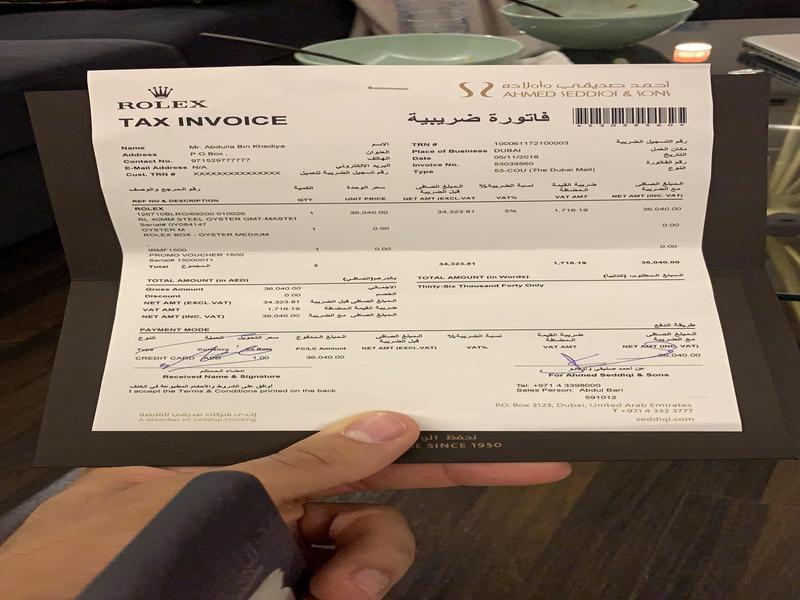 ROLEX
TAX INVOICE
فاتورة ضريبية
أحمد صديقي وأولاده
AHMED SEDDIQI & SONS
Name Mr. Abdulla Bin Khediya الاسم
Address P.O.Box , العنوان
Contact No. 971529777777 الهاتف
E-Mail Address N/A البريد الالكتروني
Cust. TRN # XXXXXXXXXXXXXXX رقم تسجيل الضريبة للعميل
TRN # 100061172100003 رقم التسجيل الضريبة
Place of Business DUBAI مكان العمل
Date 05/11/2018 التاريخ
Invoice No. 53039560 رقم الفاتورة
Type 53-COU (The Dubai Mall) النوع
رقم المرجع والوصف الكمية سعر الوحدة المبلغ الصافي قبل الضريبة نسبة الضريبة% ضريبة القيمة المضافة المبلغ الصافي مع الضريبة
REF NO & DESCRIPTION QTY UNIT PRICE NET AMT (EXCL.VAT) VAT% VAT AMT NET AMT (INC. VAT)
ROLEX
126710BLRO/69200 010026 1 36,040.00 34,323.81 5% 1,716.19 36,040.00
RL 40MM STEEL OYSTER GMT-MASTEI
Serial# 0Y084147
OYSTER M 1 0.00 0.00
ROLEX BOX - OYSTER MEDIUM
IRMF1500 1 0.00 0.00
PROMO VOUCHER 1500
Serial# 15000011
Total المجموع 3 34,323.81 1,716.19 36,040.00
TOTAL AMOUNT (in AED) بالدرهم(الصافي)
Gross Amount 36,040.00 الاجمالي
Discount 0.00 الخصم
NET AMT (EXCL.VAT) 34,323.81 المبلغ الصافي قبل الضريبة
VAT AMT 1,716.19 ضريبة القيمة المضافة
NET AMT (INC. VAT) 36,040.00 المبلغ الصافي مع الضريبة
TOTAL AMOUNT (in Words) المبلغ المطلوب (كتابيا)
Thirty-Six Thousand Forty Only
PAYMENT MODE طريقة الدفع
النوع العملة سعر التحويل المبلغ المدفوع المبلغ الصافي قبل الضريبة نسبة الضريبة% ضريبة القيمة المضافة المبلغ الصافي مع الضريبة
Type Currency Ex.Rate FC/LC Amount NET AMT (EXCL.VAT) VAT% VAT AMT NET AMT (INC. VAT)
CREDIT CARD AED 1.00 36,040.00 36,040.00
امضاء المستلم
Received Name & Signature
أوافق على الشروط والأحكام المطبوعة في الخلف
I accept the Terms & Conditions printed on the back.
عن أحمد صديقي وأولاده
For Ahmed Seddiqi & Sons
Tel: +971 4 3398000
Sales Person: Abdul Bari
591012
إحدى شركات صديقي القابضة
A Member of Seddiqi Holding
P.O. Box 2123, Dubai, United Arab Emirates
T +971 4 332 3777
seddiqi.com
SINCE 1950